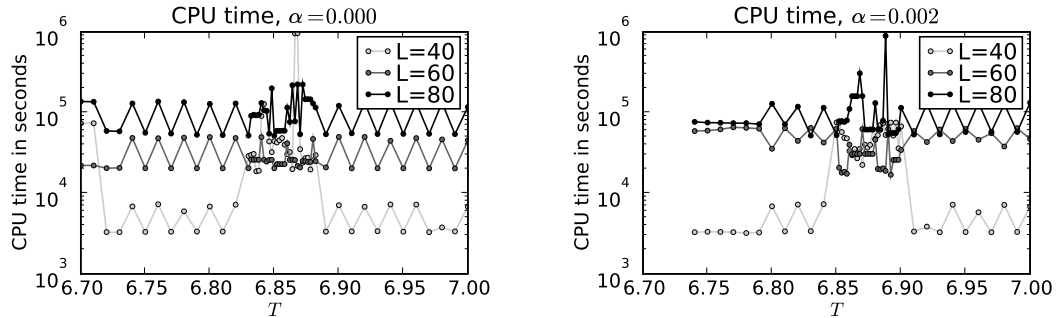 CPU time, α=0.000
CPU time in seconds
10^6
10^5
10^4
10^3
6.70 6.75 6.80 6.85 6.90 6.95 7.00
T
L=40
L=60
L=80
CPU time, α=0.002
CPU time in seconds
10^6
10^5
10^4
10^3
6.70 6.75 6.80 6.85 6.90 6.95 7.00
T
L=40
L=60
L=80